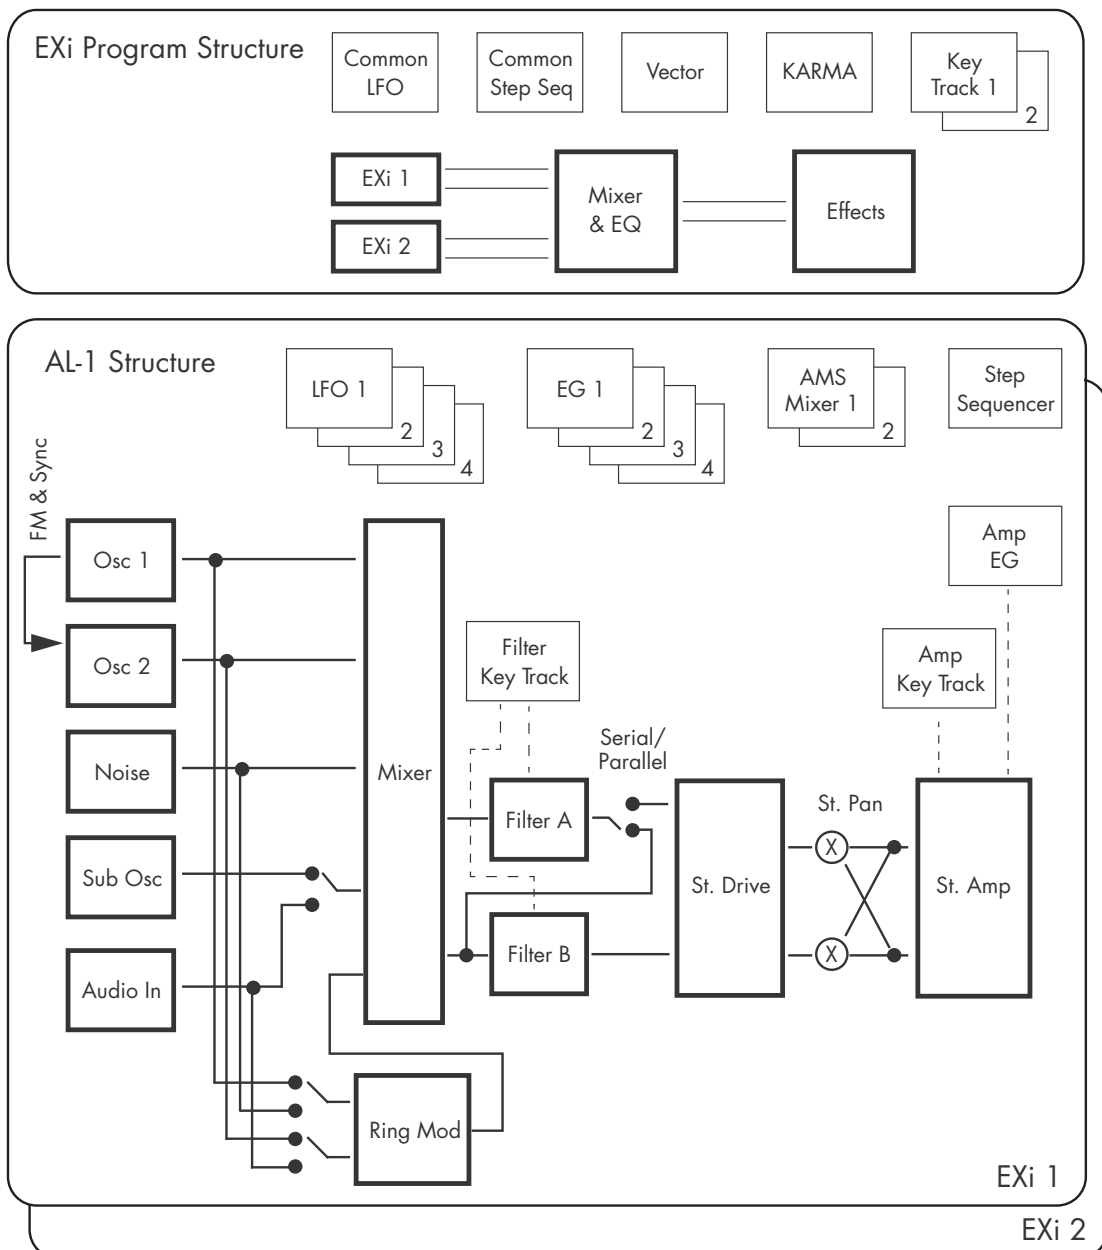 EXi Program Structure
Common
LFO
Common
Step Seq
Vector
KARMA
Key
Track 1
2
EXi 1
EXi 2
Mixer
& EQ
Effects
AL-1 Structure
LFO 1
2
3
4
EG 1
2
3
4
AMS
Mixer 1
2
Step
Sequencer
FM & Sync
Osc 1
Osc 2
Noise
Sub Osc
Audio In
Mixer
Ring Mod
Filter
Key Track
Filter A
Filter B
Serial/
Parallel
St. Drive
St. Pan
X
X
Amp
EG
Amp
Key Track
St. Amp
EXi 1
EXi 2